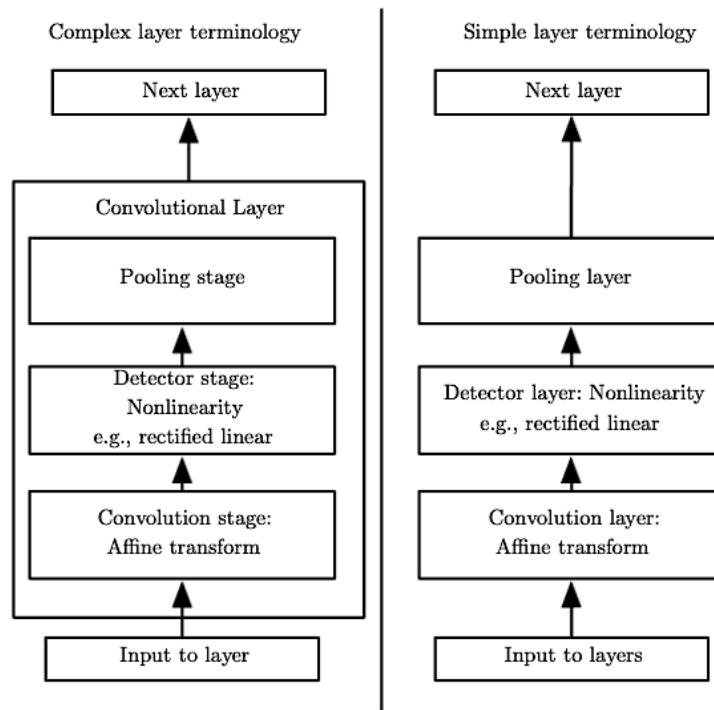 Complex layer terminology
Next layer
Convolutional Layer
Pooling stage
Detector stage:
Nonlinearity
e.g., rectified linear
Convolution stage:
Affine transform
Input to layer
Simple layer terminology
Next layer
Pooling layer
Detector layer: Nonlinearity
e.g., rectified linear
Convolution layer:
Affine transform
Input to layers